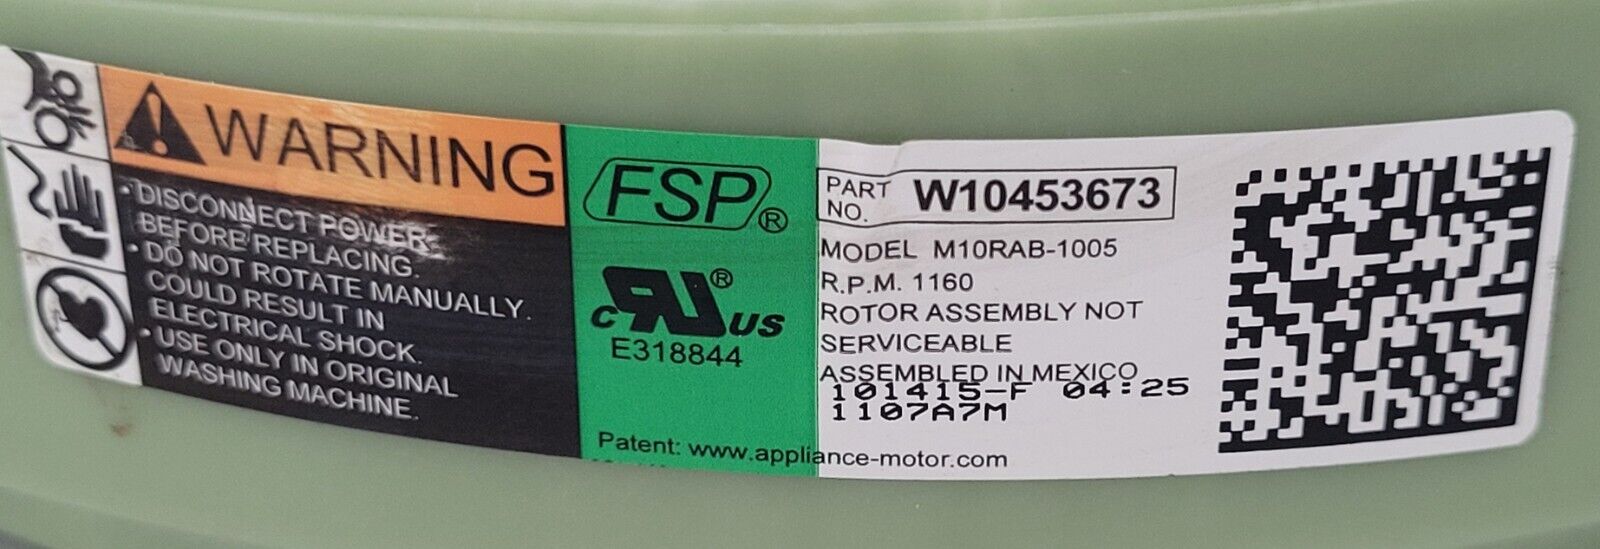 WARNING
• DISCONNECT POWER
BEFORE REPLACING.
• DO NOT ROTATE MANUALLY.
COULD RESULT IN
ELECTRICAL SHOCK.
• USE ONLY IN ORIGINAL
WASHING MACHINE.
FSP®
c RU® US
E318844
PART NO. W10453673
MODEL M10RAB-1005
R.P.M. 1160
ROTOR ASSEMBLY NOT
SERVICEABLE
ASSEMBLED IN MEXICO
101415-F 04:25
1107A7M
Patent: www.appliance-motor.com